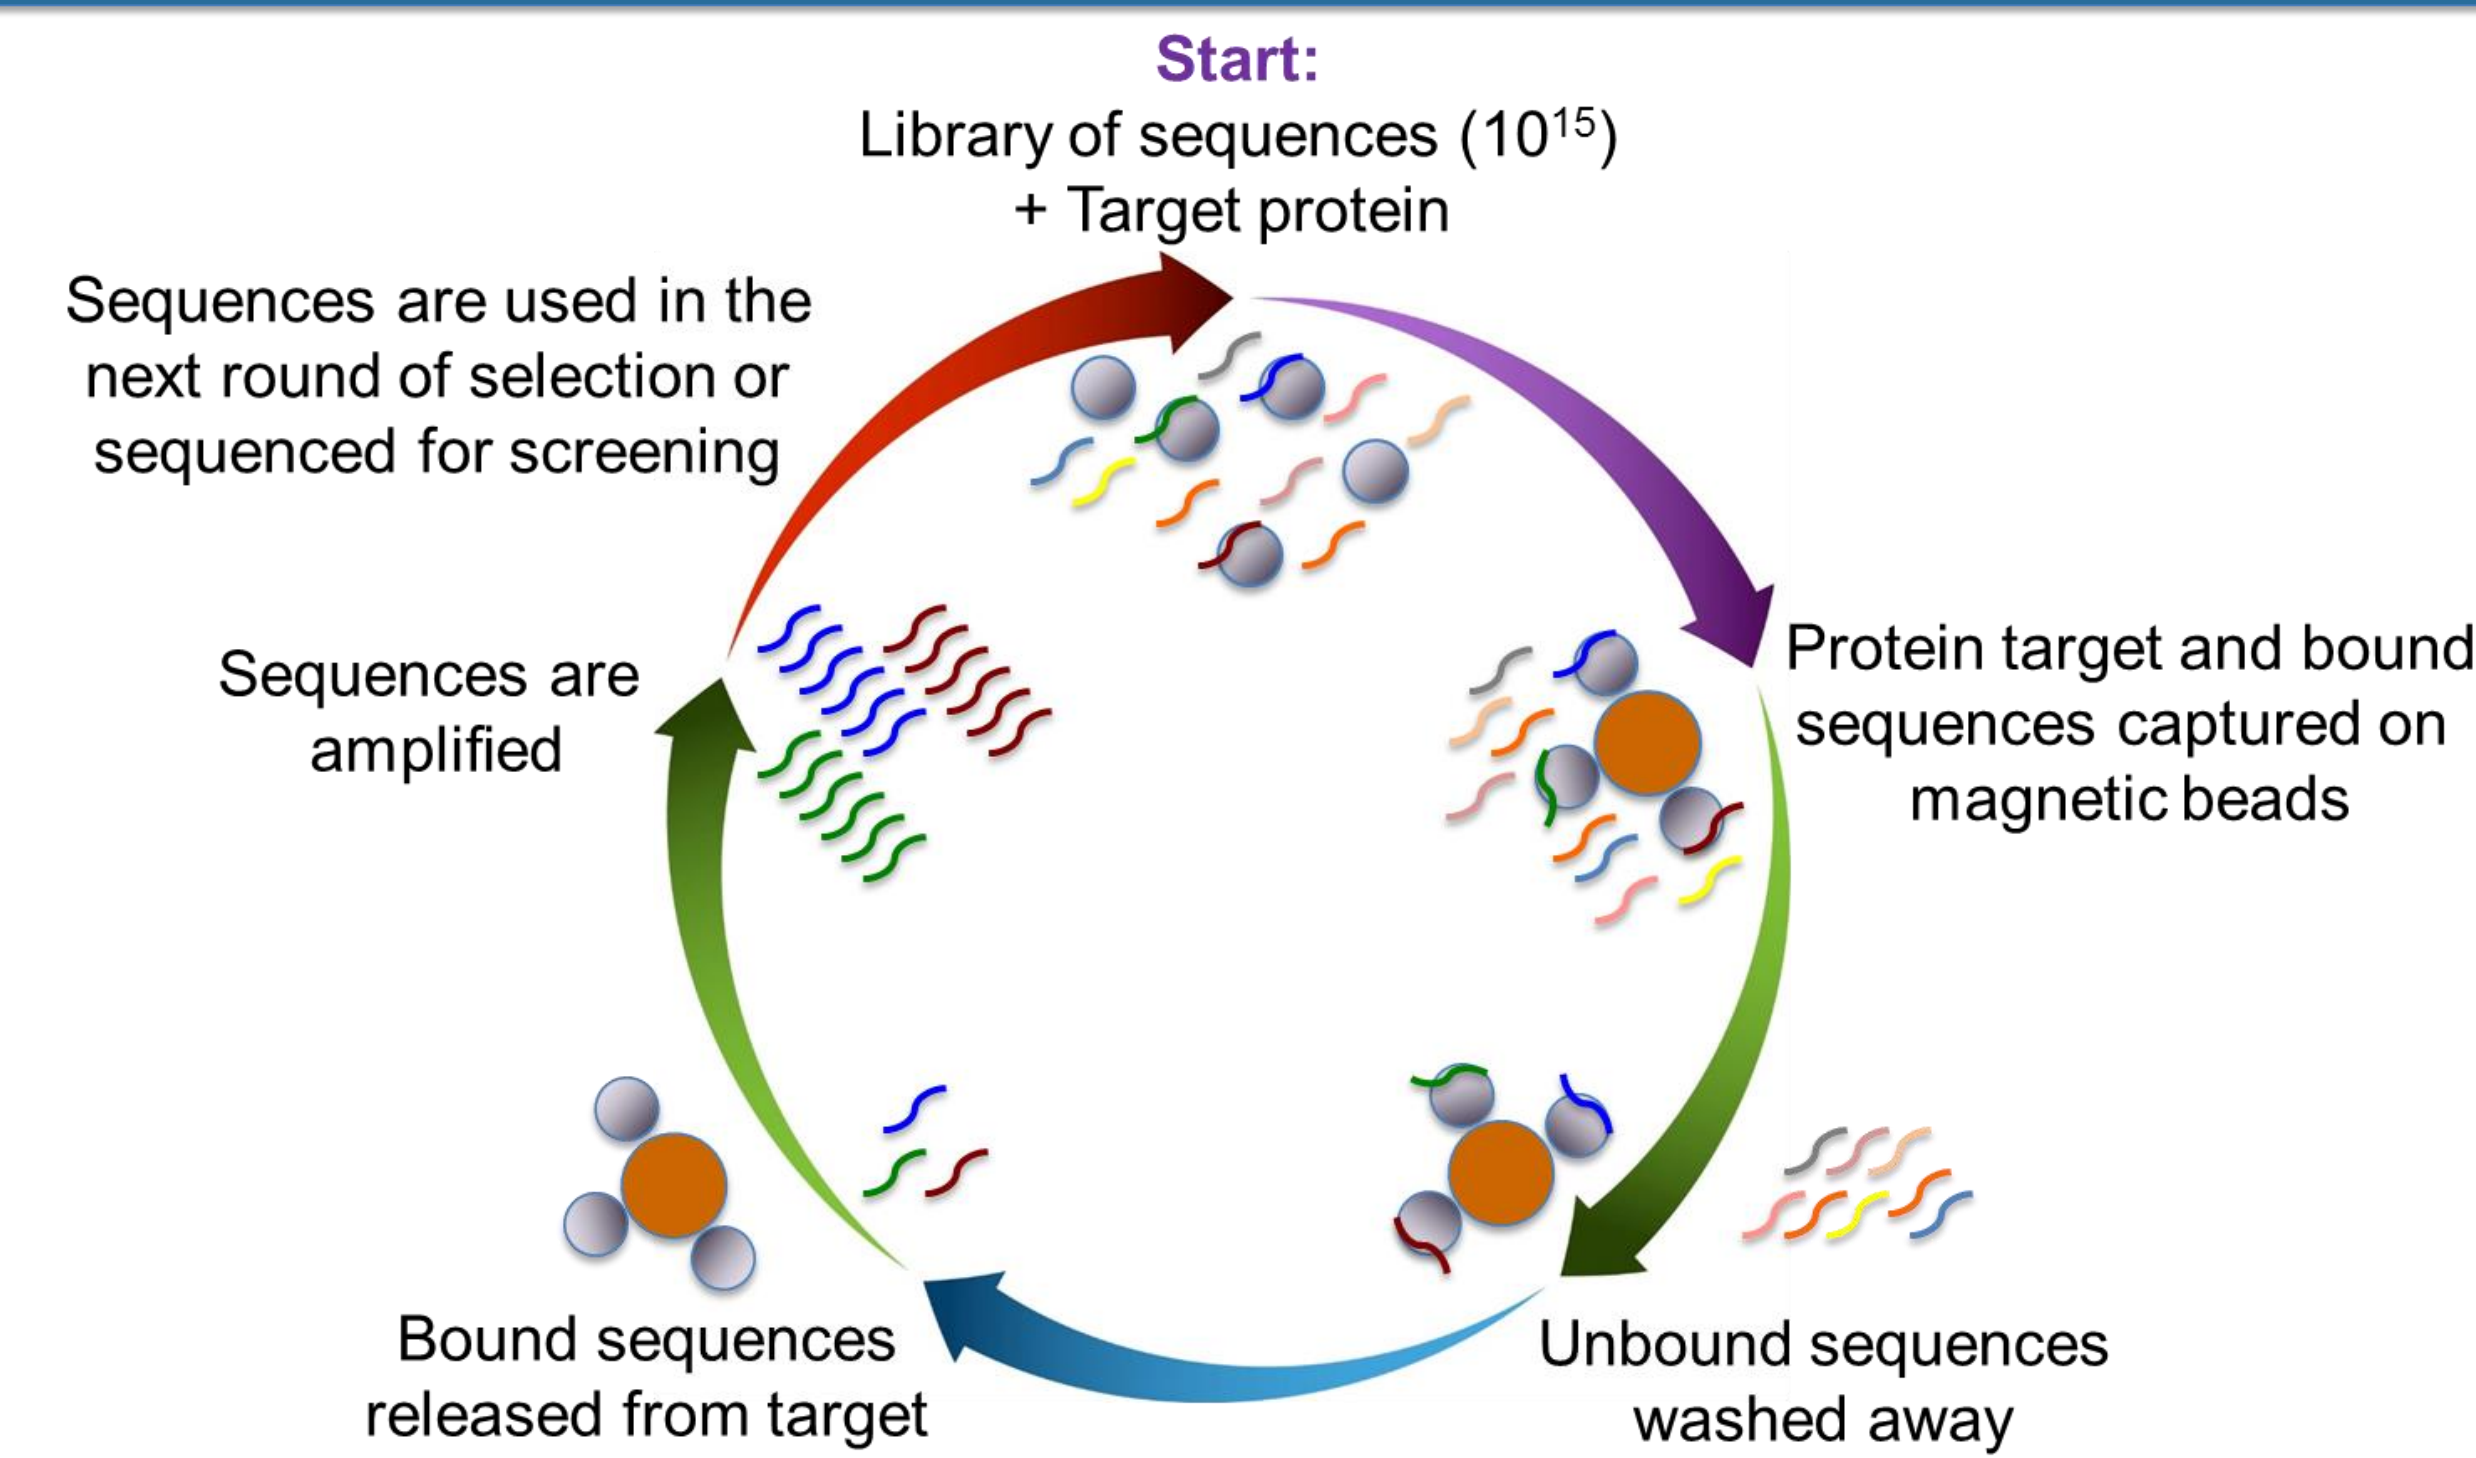 Start:
Library of sequences (10¹⁵)
+ Target protein
Sequences are used in the
next round of selection or
sequenced for screening
Protein target and bound
sequences captured on
magnetic beads
Sequences are
amplified
Bound sequences
released from target
Unbound sequences
washed away